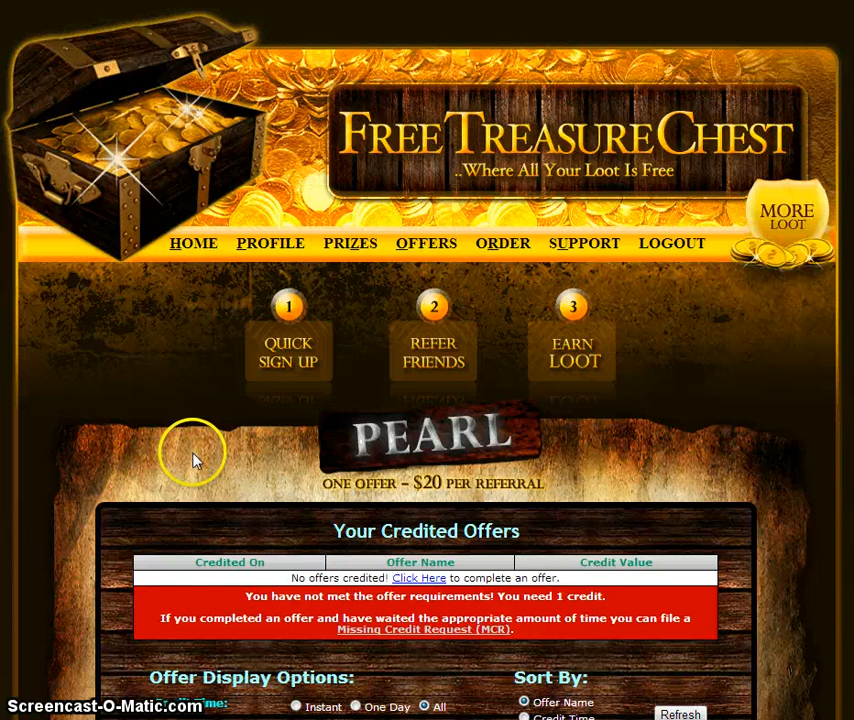 FREETREASURECHEST
..Where All Your Loot Is Free
MORE
LOOT
HOME PROFILE PRIZES OFFERS ORDER SUPPORT LOGOUT
1 2 3
QUICK
SIGN UP
REFER
FRIENDS
EARN
LOOT
PEARL
ONE OFFER – $20 PER REFERRAL
Your Credited Offers
Credited On Offer Name Credit Value
No offers credited! Click Here to complete an offer.
You have not met the offer requirements! You need 1 credit.
If you completed an offer and have waited the appropriate amount of time you can file a
Missing Credit Request (MCR).
Offer Display Options: Sort By:
Time: Instant One Day All Offer Name
Credit Time
Refresh
Screencast-O-Matic.com